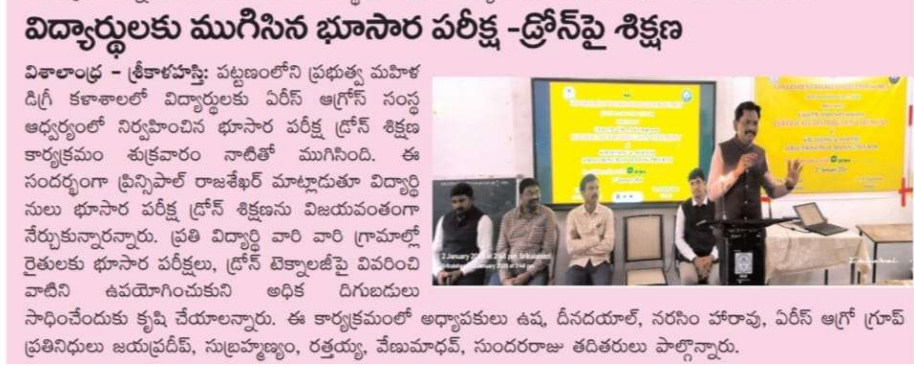 విద్యార్థులకు ముగిసిన భూసార పరీక్ష -డ్రోన్‌పై శిక్షణ
విశాలాంధ్ర - శ్రీకాళహస్తి: పట్టణంలోని ప్రభుత్వ మహిళ
డిగ్రీ కళాశాలలో విద్యార్థులకు ఏరీస్ ఆగ్రోస్ సంస్థ
ఆధ్వర్యంలో నిర్వహించిన భూసార పరీక్ష డ్రోన్ శిక్షణ
కార్యక్రమం శుక్రవారం నాటితో ముగిసింది. ఈ
సందర్భంగా ప్రిన్సిపాల్ రాజశేఖర్ మాట్లాడుతూ విద్యార్థి
నులు భూసార పరీక్ష డ్రోన్ శిక్షణను విజయవంతంగా
నేర్చుకున్నారన్నారు. ప్రతి విద్యార్థి వారి వారి గ్రామాల్లో
రైతులకు భూసార పరీక్షలు, డ్రోన్ టెక్నాలజీపై వివరించి
వాటిని ఉపయోగించుకుని అధిక దిగుబడులు
సాధించేందుకు కృషి చేయాలన్నారు. ఈ కార్యక్రమంలో అధ్యాపకులు ఉష, దీనదయాల్, నరసిం హారావు, ఏరీస్ ఆగ్రో గ్రూప్
ప్రతినిధులు జయప్రదీప్, సుబ్రహ్మణ్యం, రత్తయ్య, వేణుమాధవ్, సుందరరాజు తదితరులు పాల్గొన్నారు.